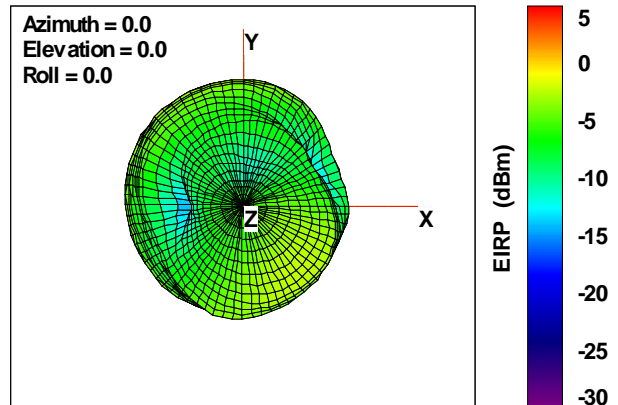 Azimuth = 0.0
Elevation = 0.0
Roll = 0.0
Y
X
Z
EIRP (dBm)
5
0
-5
-10
-15
-20
-25
-30